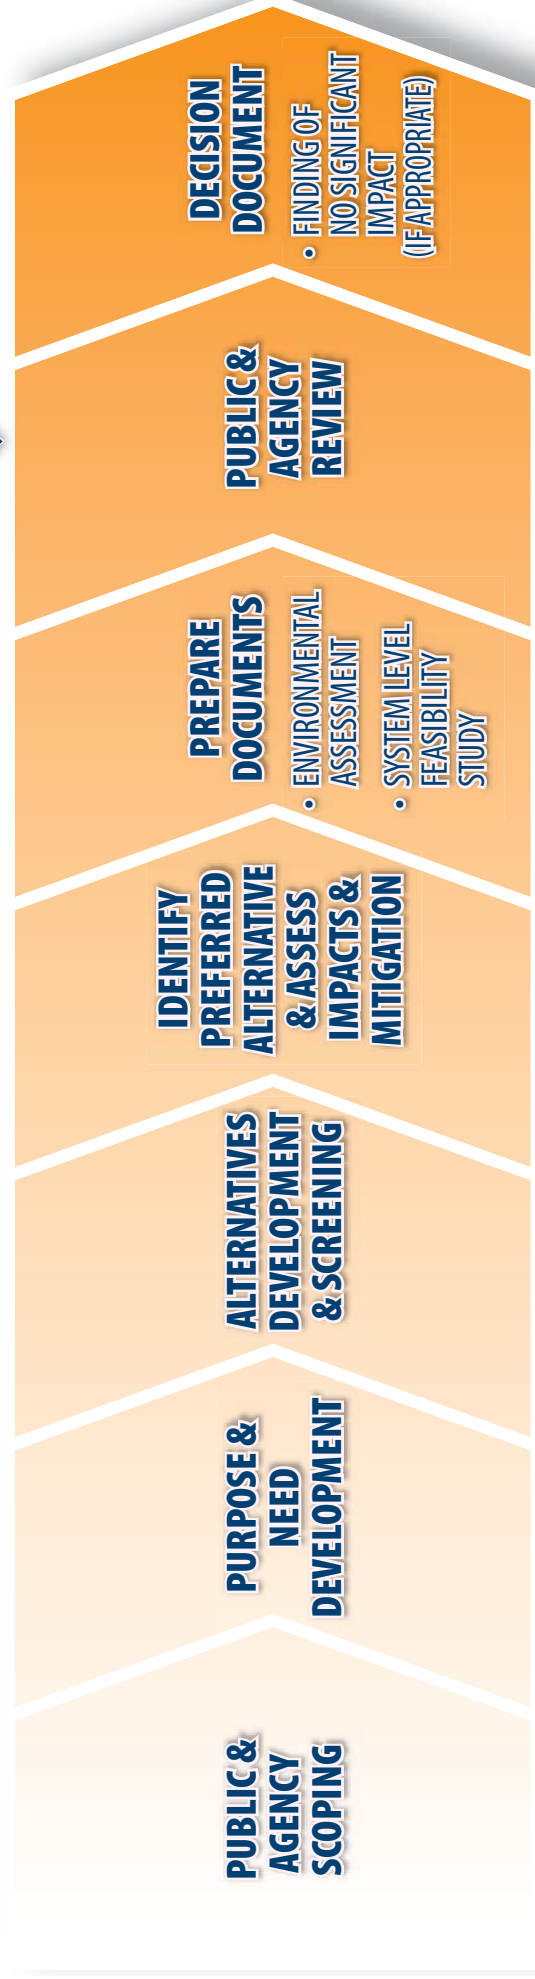 PUBLIC &
AGENCY
SCOPING
PURPOSE &
NEED
DEVELOPMENT
ALTERNATIVES
DEVELOPMENT
& SCREENING
IDENTIFY
PREFERRED
ALTERNATIVE
& ASSESS
IMPACTS &
MITIGATION
PREPARE
DOCUMENTS
• ENVIRONMENTAL
ASSESSMENT
• SYSTEM LEVEL
FEASIBILITY
STUDY
PUBLIC &
AGENCY
REVIEW
DECISION
DOCUMENT
• FINDING OF
NO SIGNIFICANT
IMPACT
(IF APPROPRIATE)